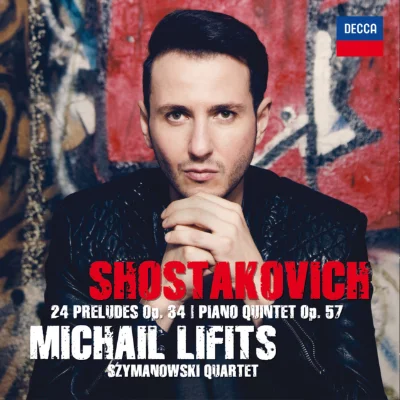 DECCA
SHOSTAKOVICH
24 PRELUDES Op. 34 | PIANO QUINTET Op. 57
MICHAIL LIFITS
SZYMANOWSKI QUARTET